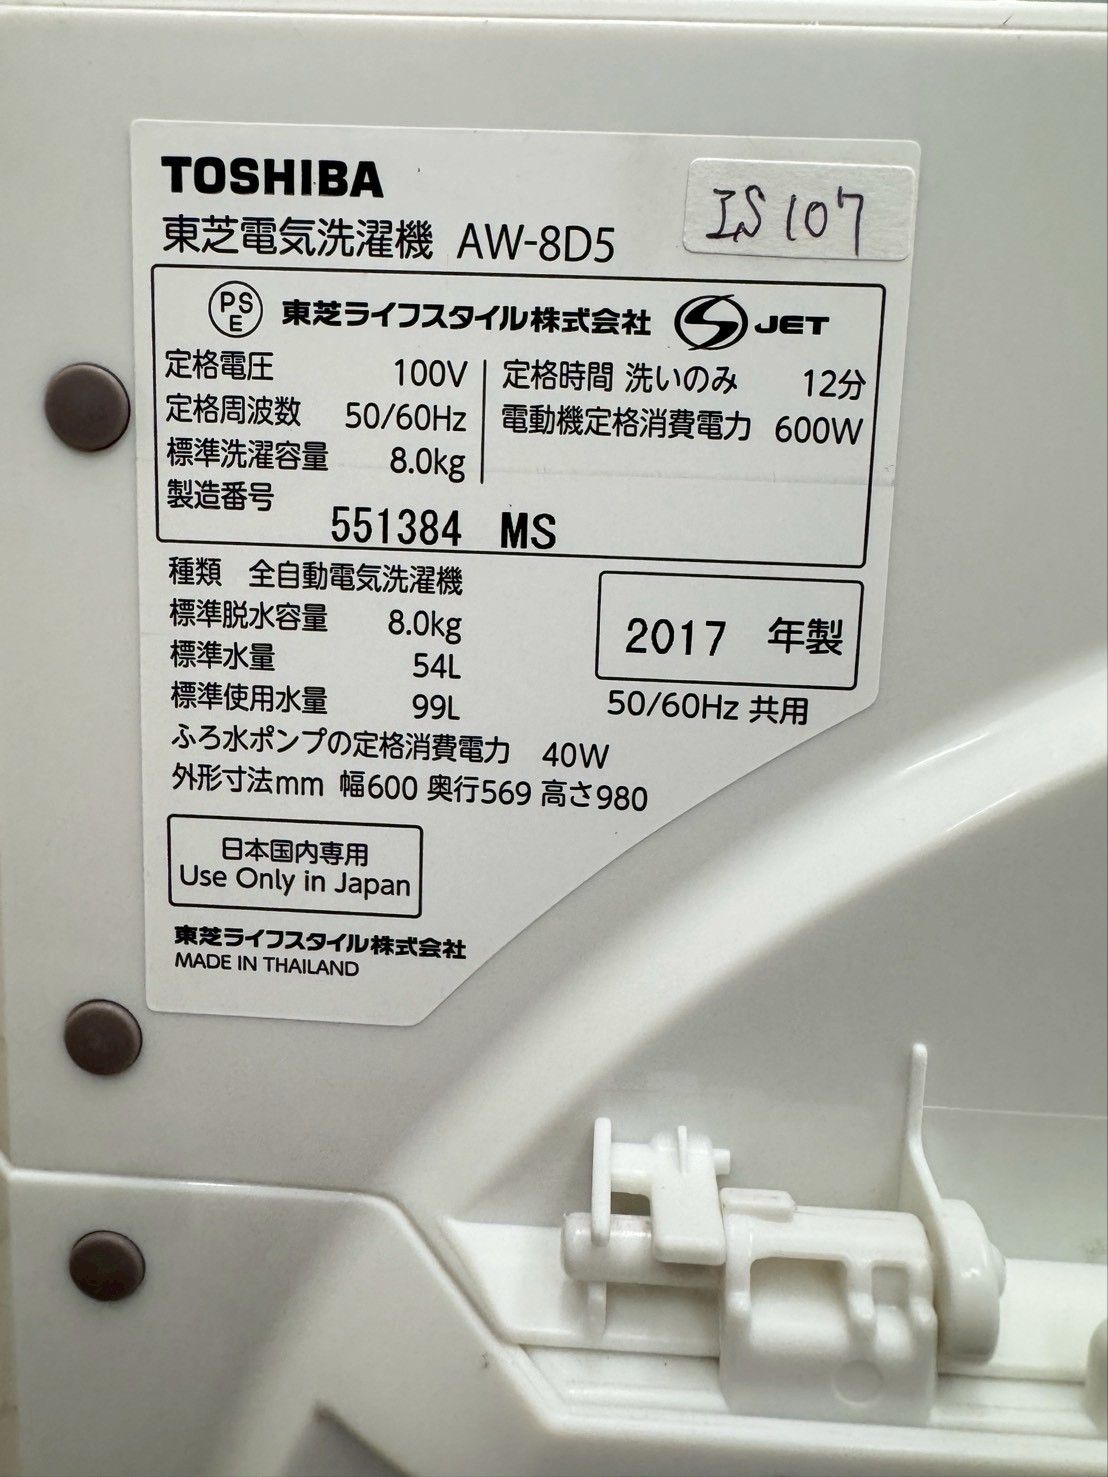 TOSHIBA
東芝電気洗濯機 AW-8D5
IS107
PSE 東芝ライフスタイル株式会社 S JET
定格電圧 100V
定格周波数 50/60Hz
標準洗濯容量 8.0kg
定格時間 洗いのみ 12分
電動機定格消費電力 600W
製造番号
551384 MS
種類 全自動電気洗濯機
標準脱水容量 8.0kg
標準水量 54L
標準使用水量 99L
2017 年製
50/60Hz 共用
ふろ水ポンプの定格消費電力 40W
外形寸法mm 幅600 奥行569 高さ980
日本国内専用
Use Only in Japan
東芝ライフスタイル株式会社
MADE IN THAILAND